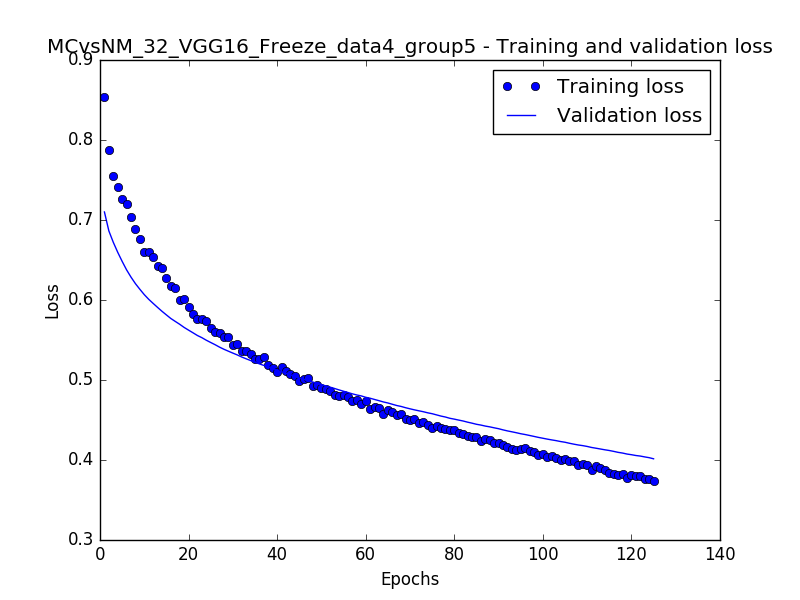 MCvsNM_32_VGG16_Freeze_data4_group5 - Training and validation loss
0.9
Training loss
Validation loss
0.8
0.7
0.6
Loss
0.5
0.4
0.3
0 20 40 60 80 100 120 140
Epochs